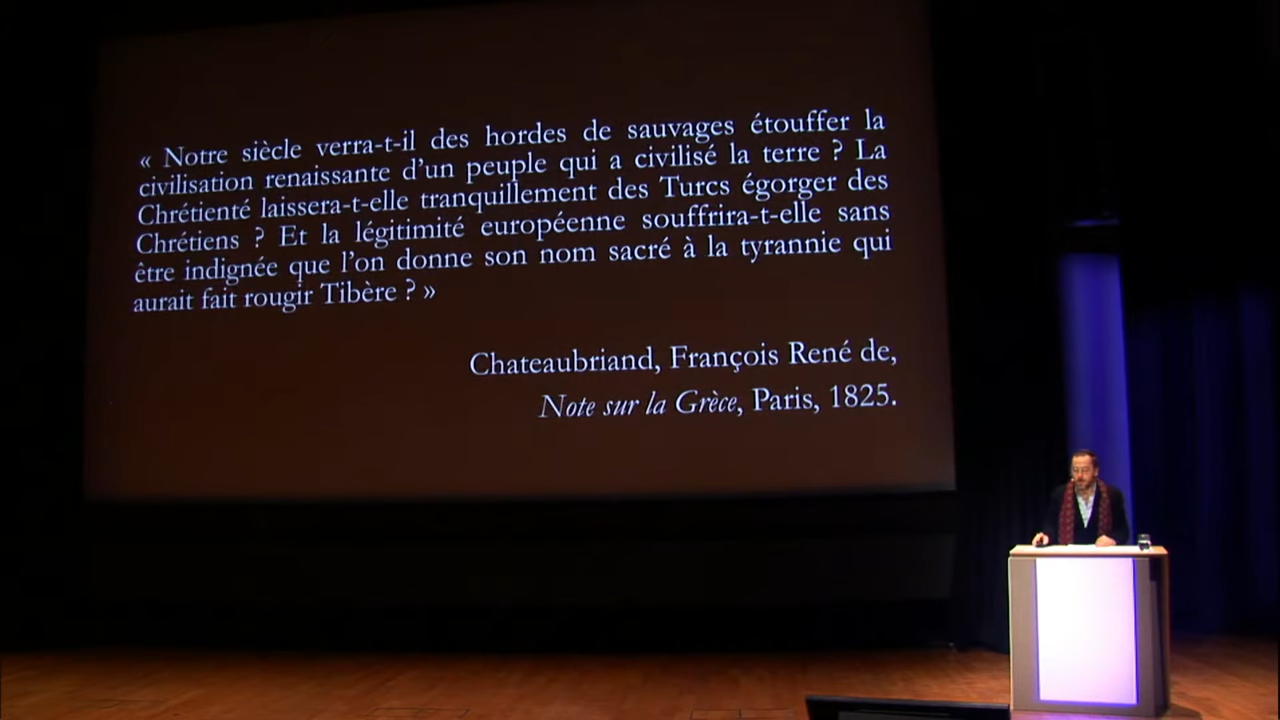 « Notre siècle verra-t-il des hordes de sauvages étouffer la
civilisation renaissante d'un peuple qui a civilisé la terre ? La
Chrétienté laissera-t-elle tranquillement des Turcs égorger des
Chrétiens ? Et la légitimité européenne souffrira-t-elle sans
être indignée que l'on donne son nom sacré à la tyrannie qui
aurait fait rougir Tibère ? »
Chateaubriand, François René de,
Note sur la Grèce, Paris, 1825.